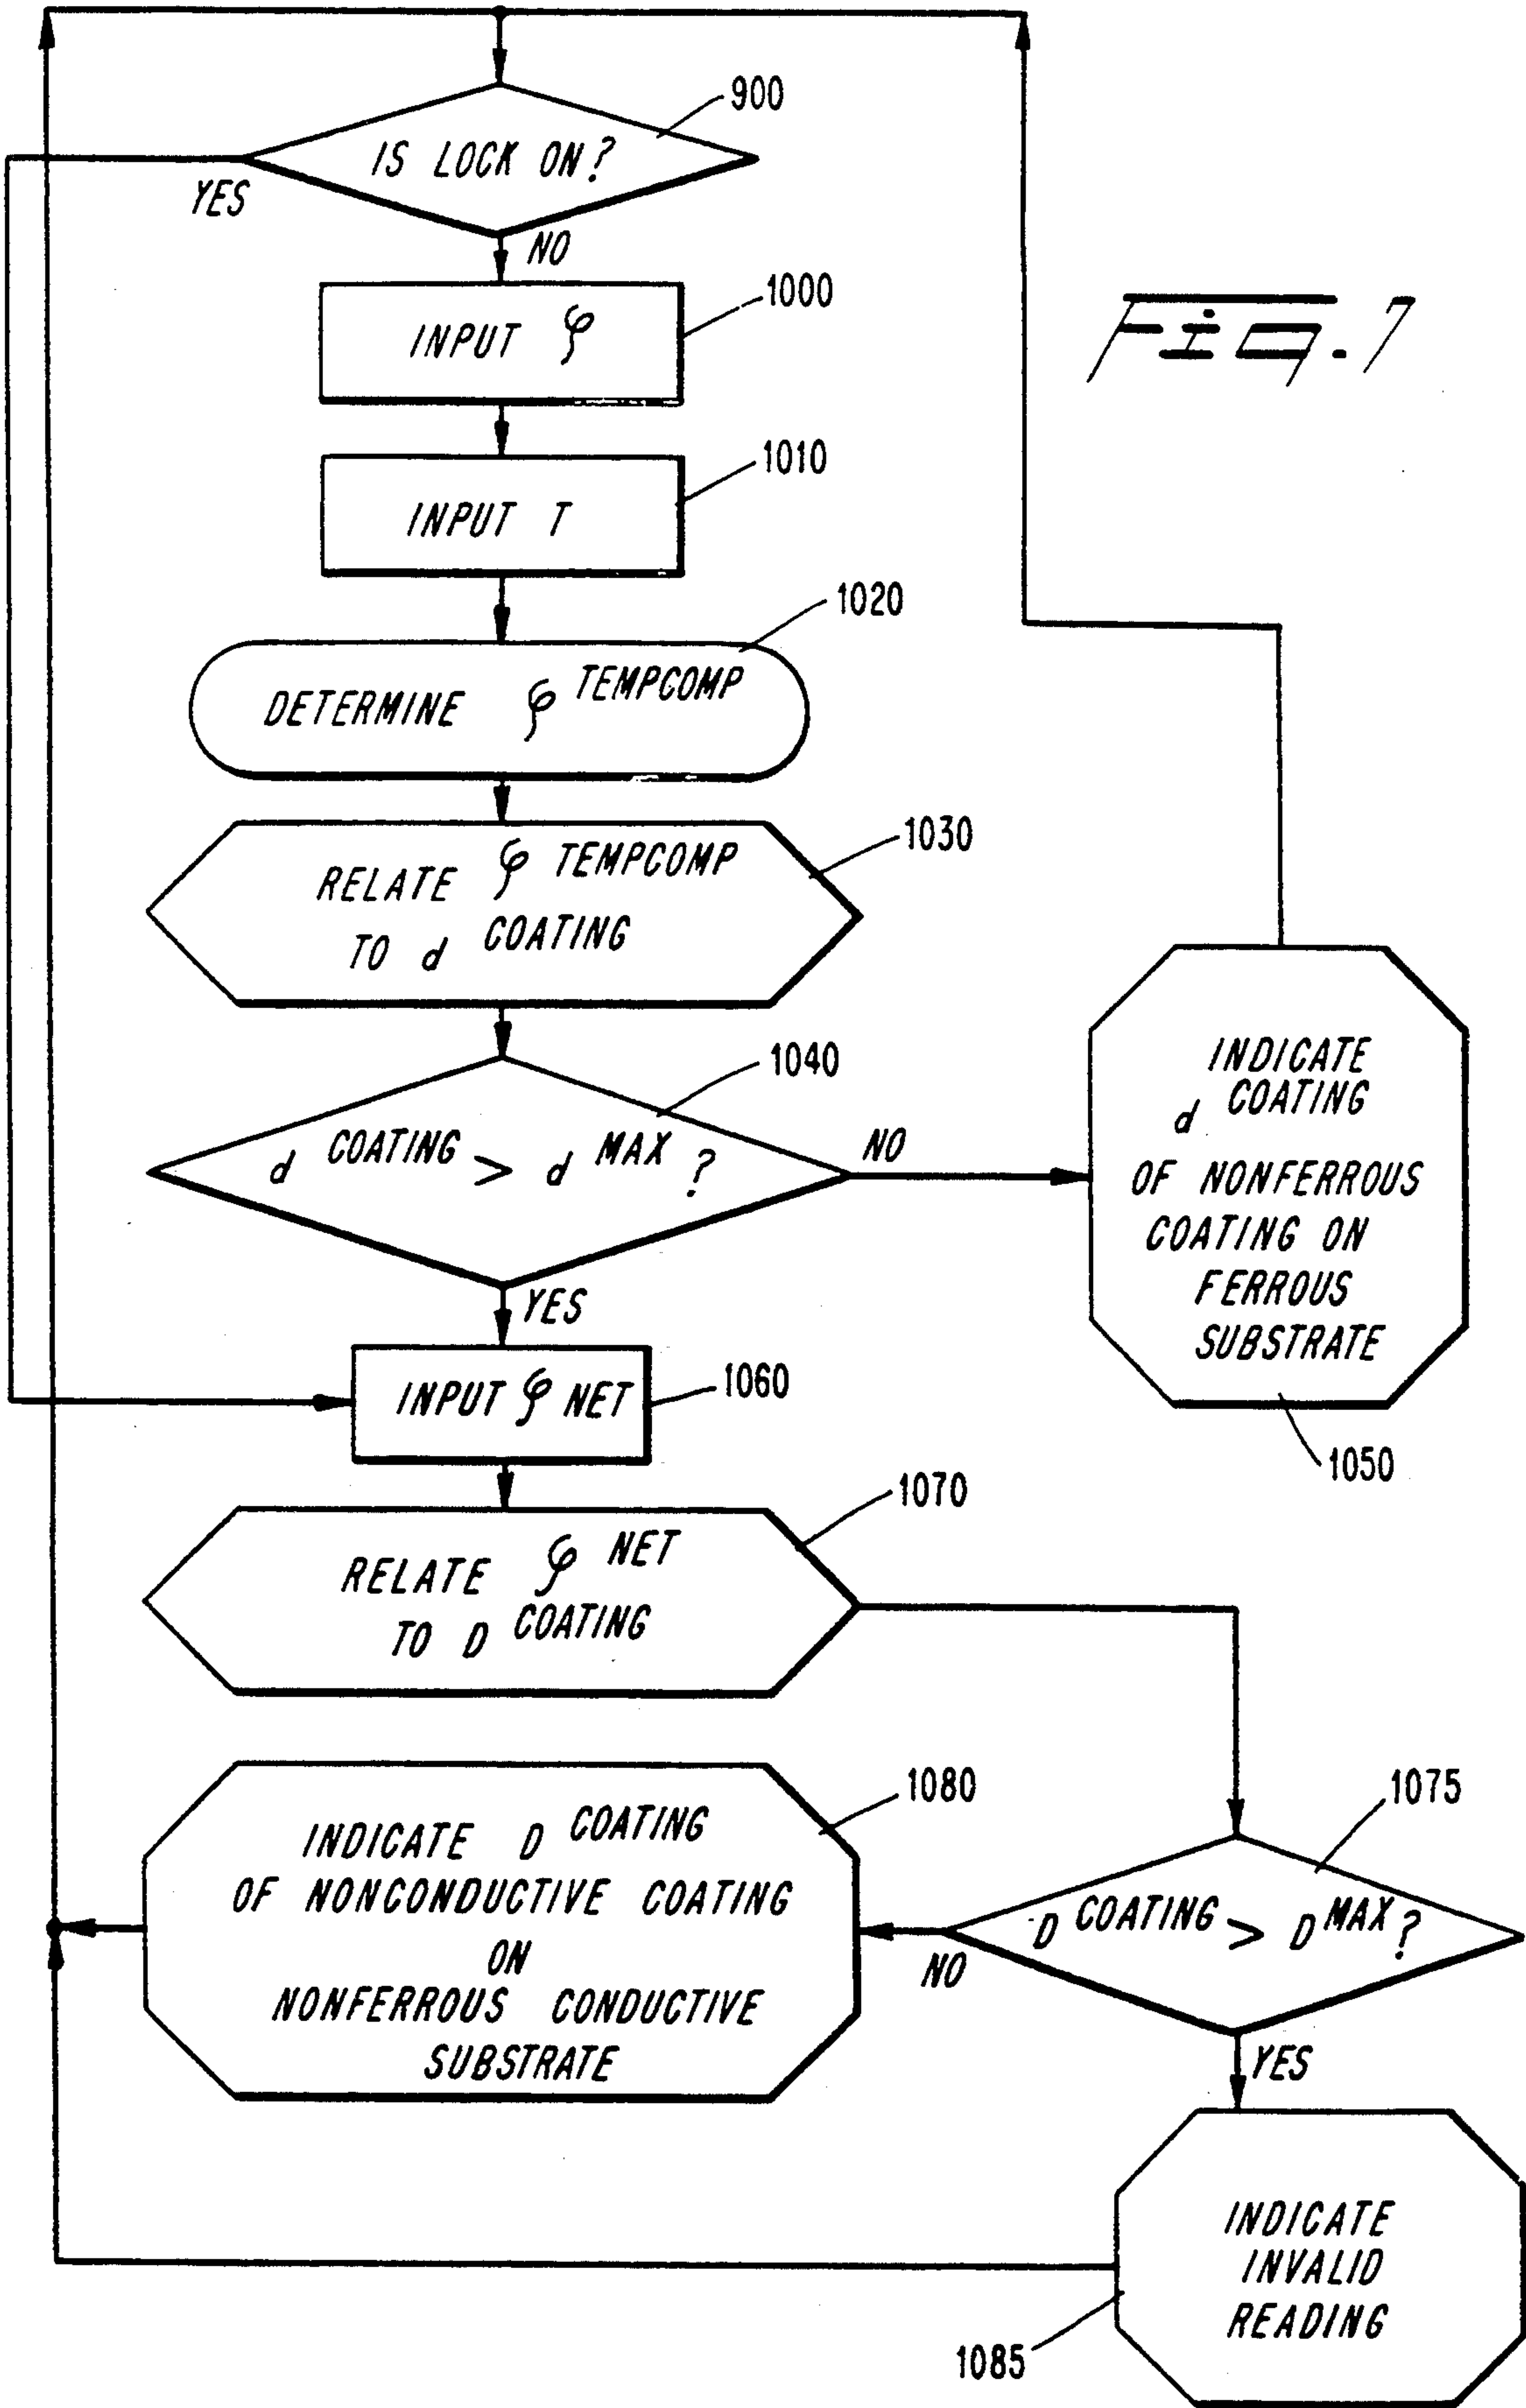 900
IS LOCK ON?
YES
NO
1000
INPUT φ
Fig. 7
1010
INPUT T
1020
DETERMINE φ TEMPCOMP
1030
RELATE φ TEMPCOMP
TO d COATING
1040
d COATING > d MAX ?
NO
YES
INDICATE
d COATING
OF NONFERROUS
COATING ON
FERROUS
SUBSTRATE
1050
1060
INPUT φ NET
1070
RELATE φ NET
TO D COATING
1075
D COATING > D MAX ?
NO
YES
1080
INDICATE D COATING
OF NONCONDUCTIVE COATING
ON
NONFERROUS CONDUCTIVE
SUBSTRATE
INDICATE
INVALID
READING
1085